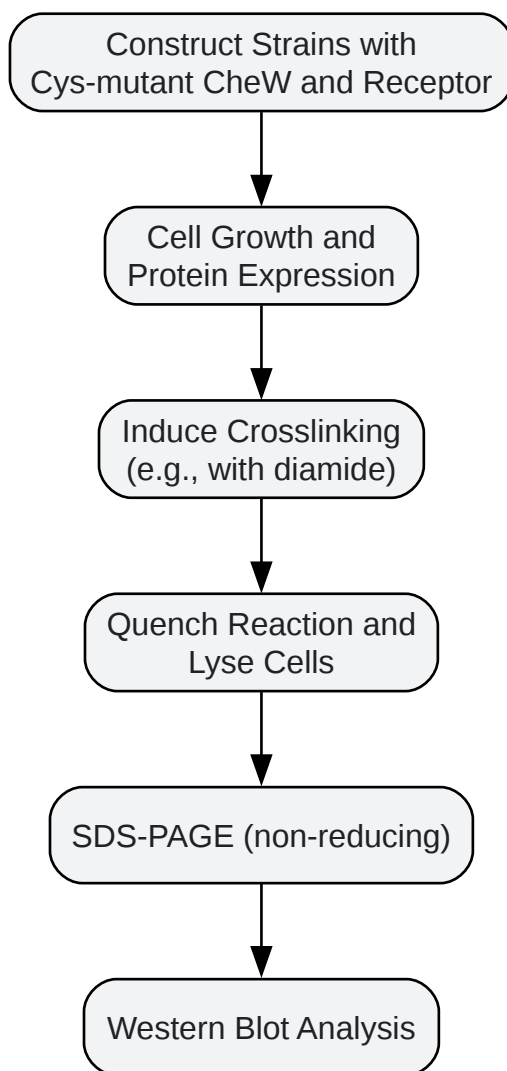 Construct Strains with
Cys-mutant CheW and Receptor
Cell Growth and
Protein Expression
Induce Crosslinking
(e.g., with diamide)
Quench Reaction and
Lyse Cells
SDS-PAGE (non-reducing)
Western Blot Analysis